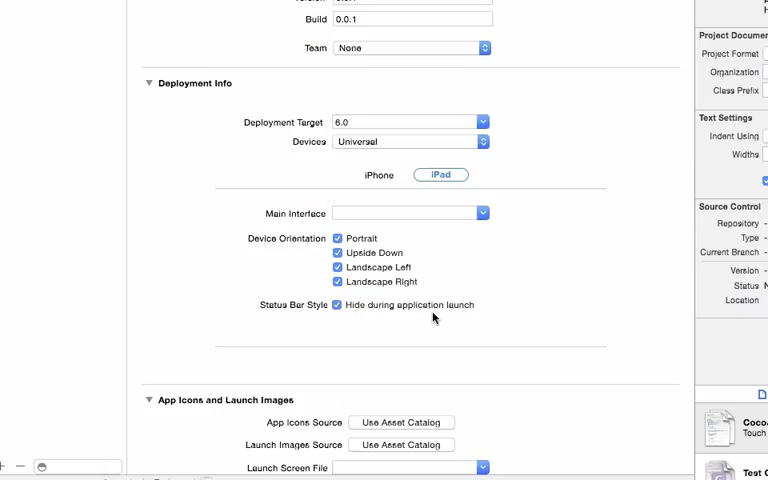 Build 0.0.1
Team None
Project Documen
Deployment Info
Project Format
Organization
Class Prefix
Deployment Target 6.0
Text Settings
Devices Universal
Indent Using
Widths
iPhone iPad
Source Control
Main Interface
Repository
Device Orientation Portrait
Type
Upside Down
Current Branch
Landscape Left
Version
Landscape Right
Status
Status Bar Style Hide during application launch
Location
App Icons and Launch Images
App Icons Source Use Asset Catalog
Cocoa
Touch
Launch Images Source Use Asset Catalog
Launch Screen File
Test C